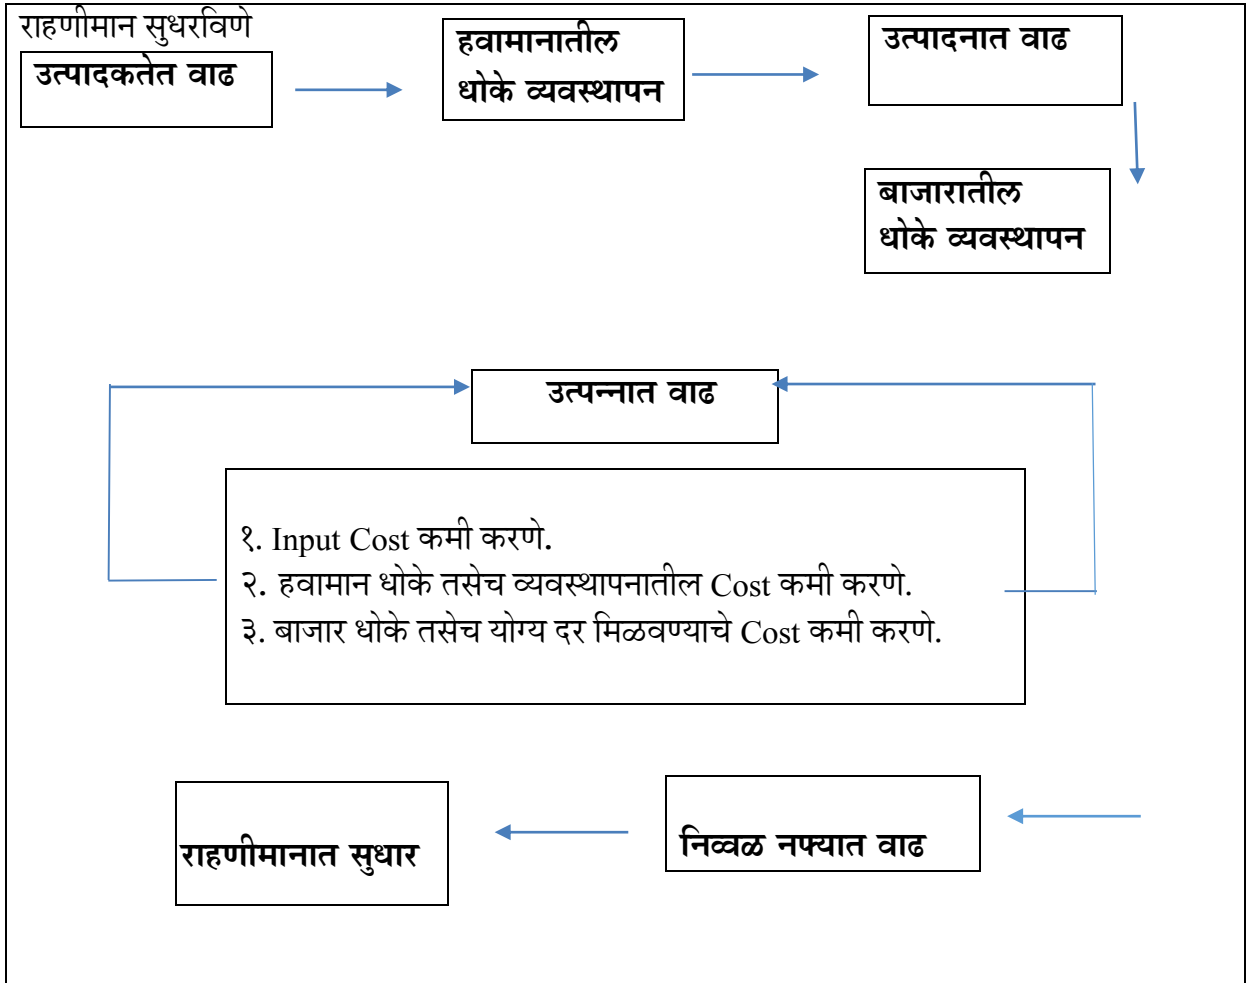 राहणीमान सुधरविणे
उत्पादकतेत वाढ
हवामानातील
धोके व्यवस्थापन
उत्पादनात वाढ
बाजारातील
धोके व्यवस्थापन
उत्पन्नात वाढ
१. Input Cost कमी करणे.
२. हवामान धोके तसेच व्यवस्थापनातील Cost कमी करणे.
३. बाजार धोके तसेच योग्य दर मिळवण्याचे Cost कमी करणे.
राहणीमानात सुधार
निव्वळ नफ्यात वाढ